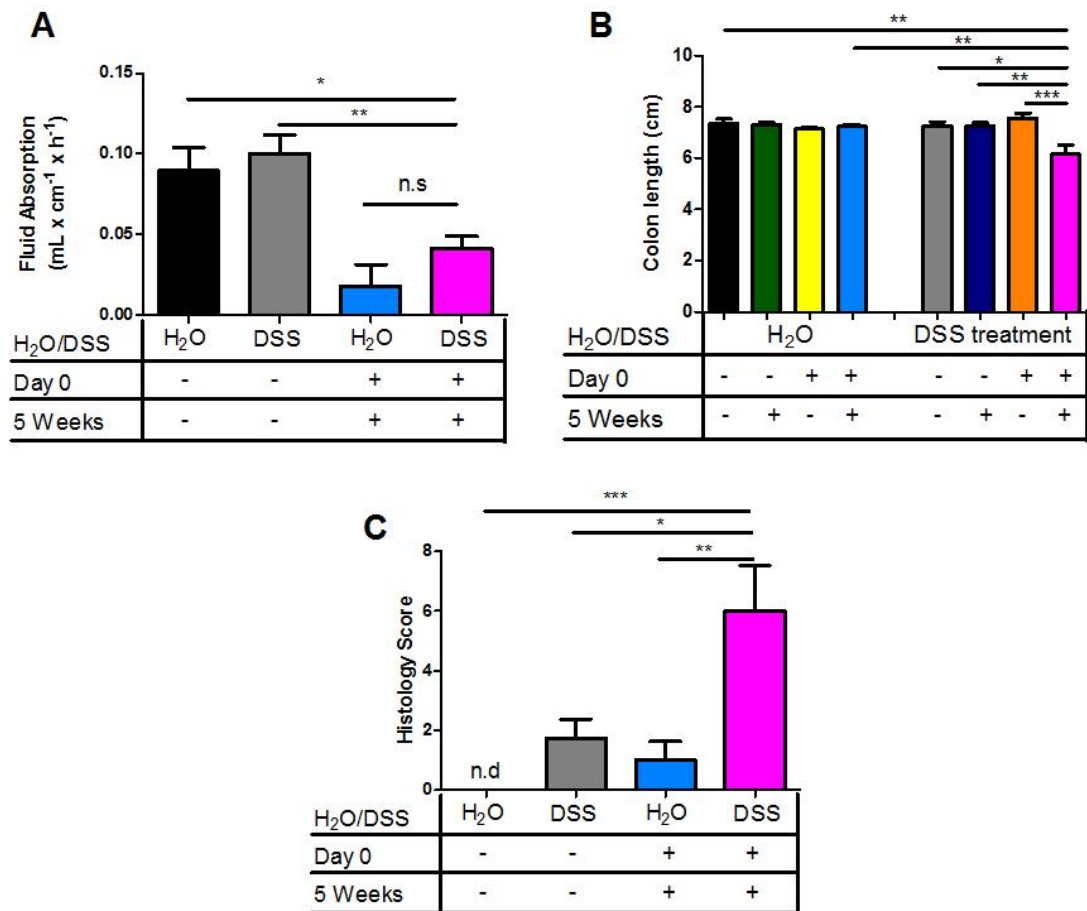 A
*
**
n.s
Fluid Absorption
(mL x cm⁻¹ x h⁻¹)
0.15
0.10
0.05
0.00
H₂O/DSS H₂O DSS H₂O DSS
Day 0 - - + +
5 Weeks - - + +
B
**
**
*
**
***
Colon length (cm)
10
8
6
4
2
0
H₂O/DSS H₂O DSS treatment
Day 0 - - + + - - + +
5 Weeks - + - + - + - +
C
***
*
**
Histology Score
8
6
4
2
0
n.d
H₂O/DSS H₂O DSS H₂O DSS
Day 0 - - + +
5 Weeks - - + +